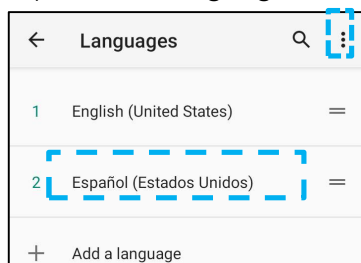 Languages
1 English (United States)
2 Español (Estados Unidos)
Add a language